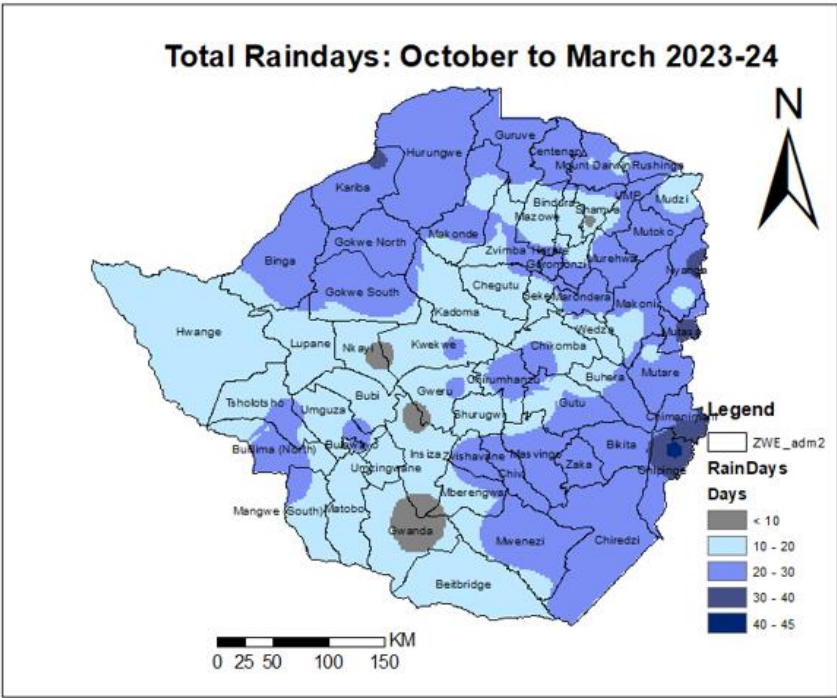 Total Raindays: October to March 2023-24
N
Guruve
Centenary
Hurungwe
Mount Darwin
Rushinga
Kariba
UMP
Mudzi
Bindura
Shamva
Mazowe
Makonde
Mutoko
Gokwe North
Zvimba
Harare
Murehwa
Binga
Goromonzi
Nyanga
Gokwe South
Chegutu
Seke
Marondera
Makoni
Kadoma
Hwange
Wedza
Mutasa
Lupane
Nkayi
Kwekwe
Chikomba
Mutare
Chirumhanzu
Buhera
Bubi
Gweru
Tsholotsho
Umguza
Shurugwi
Gutu
Chimanimani
Bulawayo
Bulilima (North)
Insiza
Zvishavane
Masvingo
Bikita
Umzingwane
Chivi
Zaka
Chipinge
Mberengwa
Mangwe (South)
Matobo
Gwanda
Mwenezi
Chiredzi
Beitbridge
Legend
ZWE_adm2
RainDays
Days
< 10
10 - 20
20 - 30
30 - 40
40 - 45
KM
0 25 50 100 150